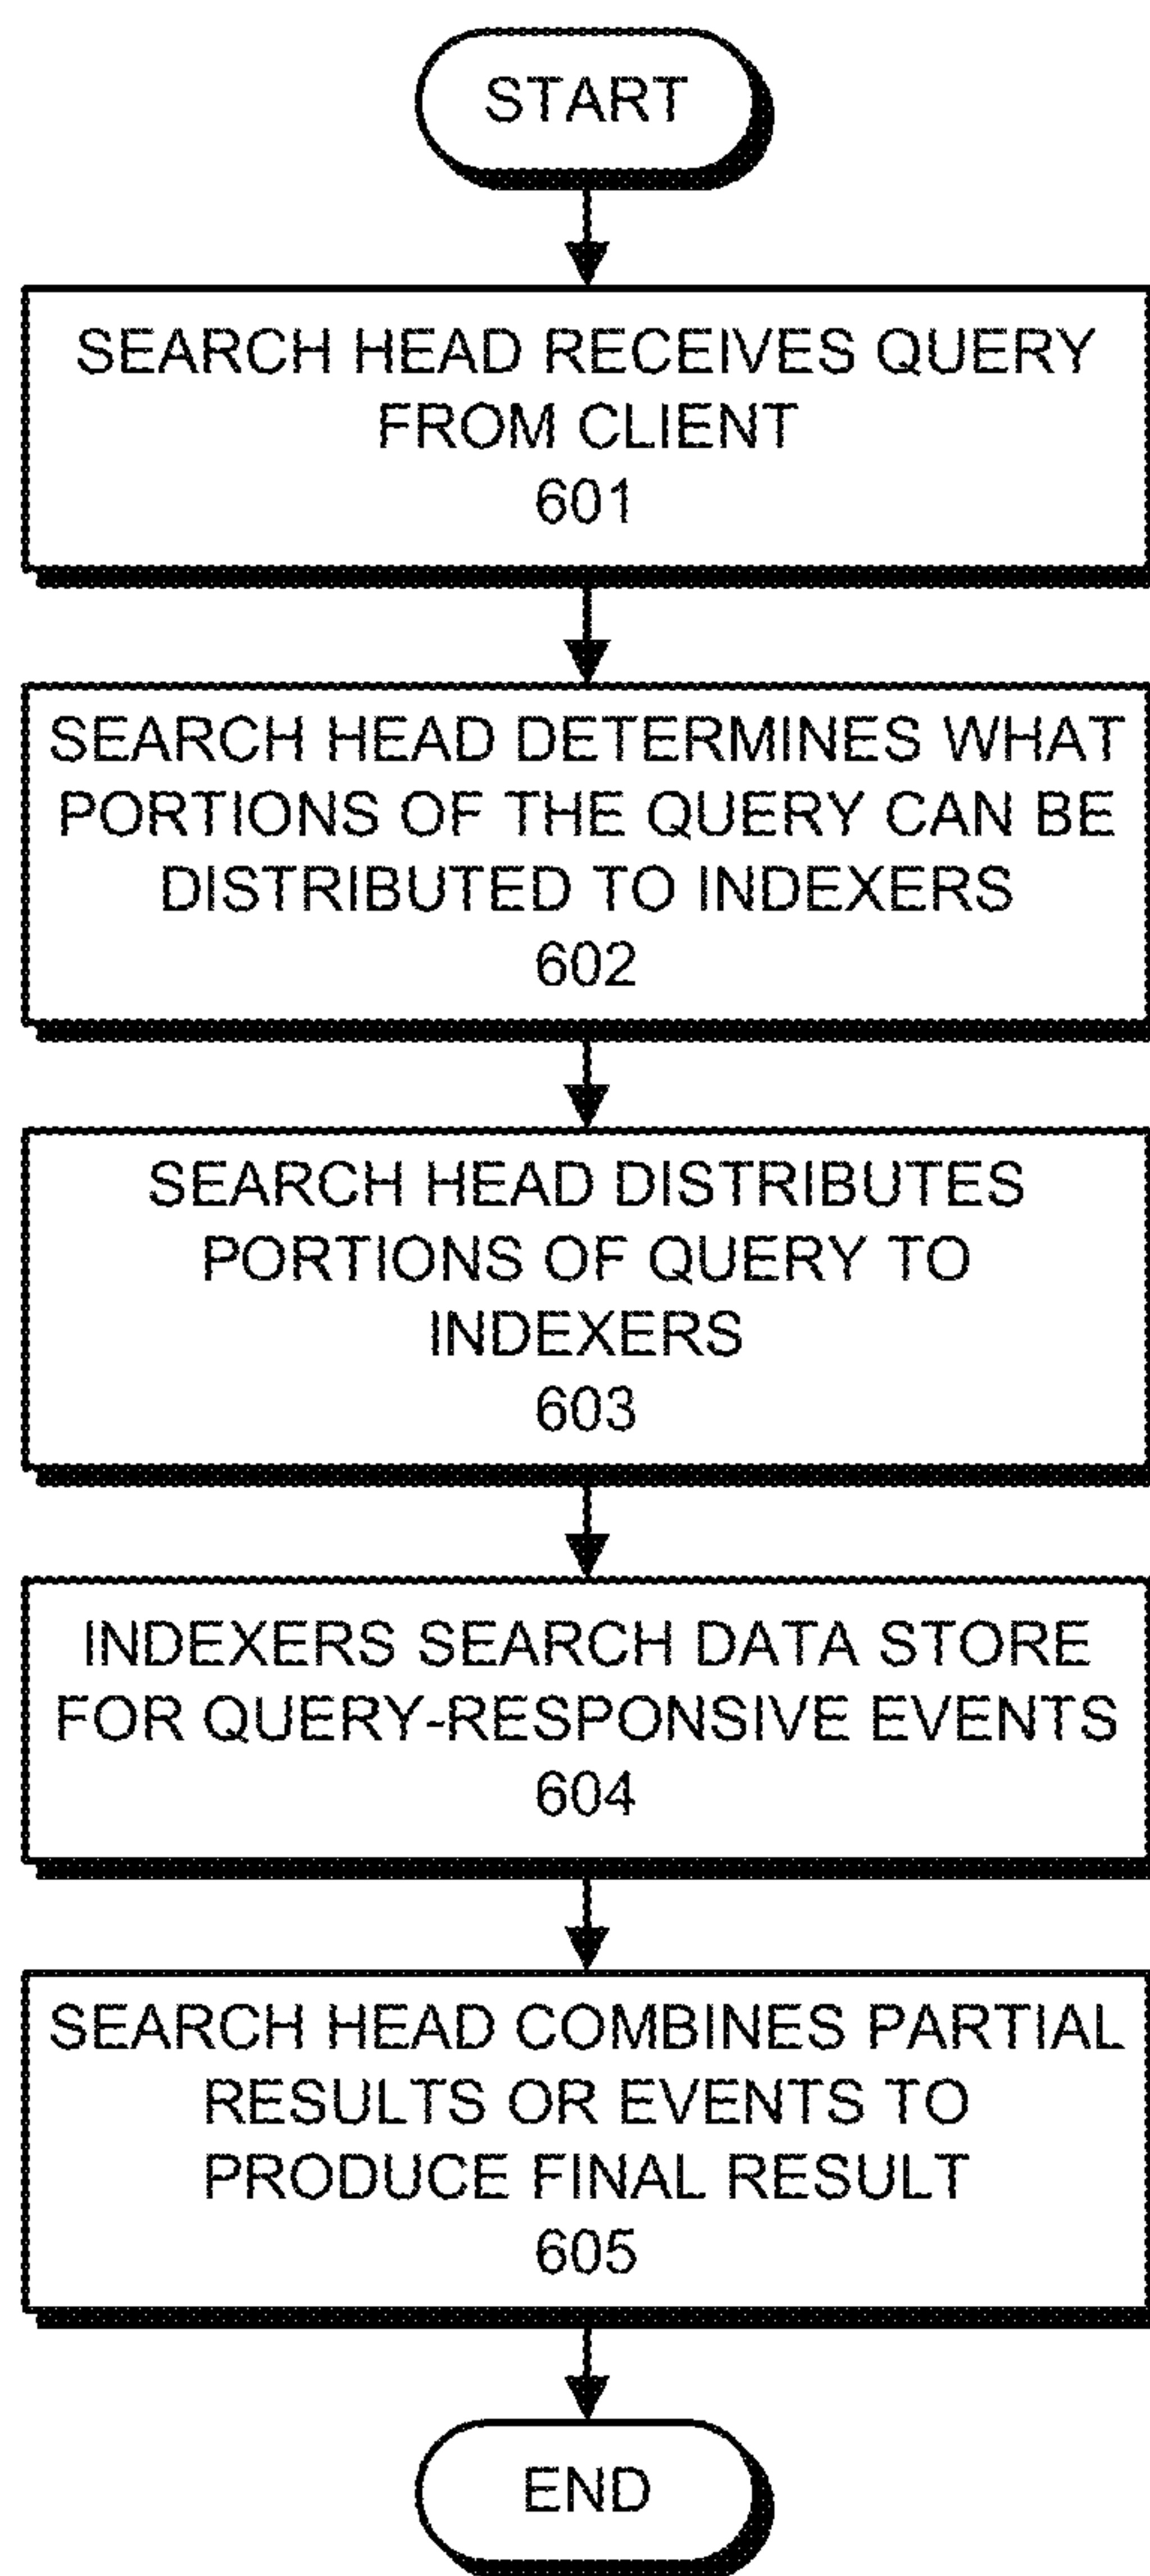 START
SEARCH HEAD RECEIVES QUERY
FROM CLIENT
601
SEARCH HEAD DETERMINES WHAT
PORTIONS OF THE QUERY CAN BE
DISTRIBUTED TO INDEXERS
602
SEARCH HEAD DISTRIBUTES
PORTIONS OF QUERY TO
INDEXERS
603
INDEXERS SEARCH DATA STORE
FOR QUERY-RESPONSIVE EVENTS
604
SEARCH HEAD COMBINES PARTIAL
RESULTS OR EVENTS TO
PRODUCE FINAL RESULT
605
END